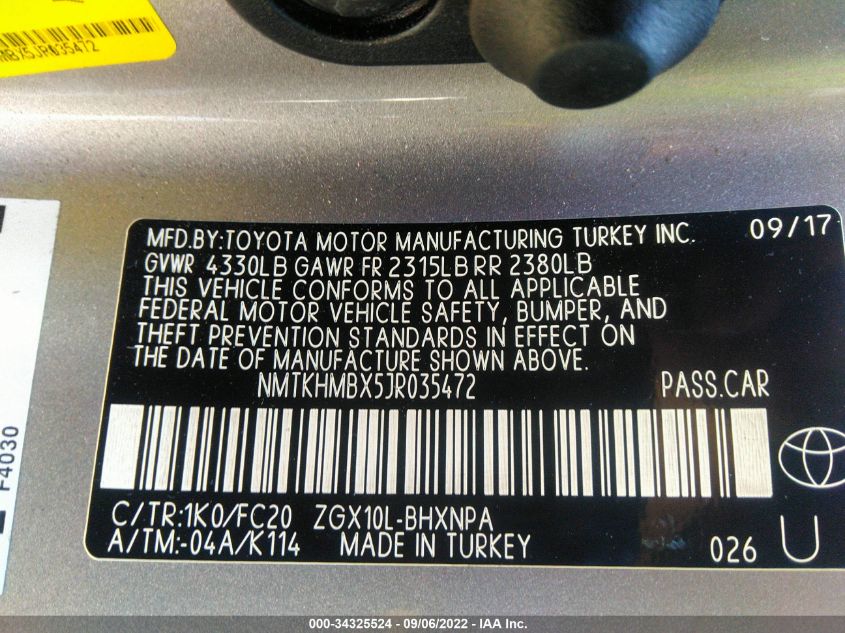 MBX5JR035472
MFD.BY:TOYOTA MOTOR MANUFACTURING TURKEY INC. 09/17
GVWR 4330LB GAWR FR 2315LB RR 2380LB
THIS VEHICLE CONFORMS TO ALL APPLICABLE
FEDERAL MOTOR VEHICLE SAFETY, BUMPER, AND
THEFT PREVENTION STANDARDS IN EFFECT ON
THE DATE OF MANUFACTURE SHOWN ABOVE.
NMTKHMBX5JR035472 PASS.CAR
C/TR:1K0/FC20 ZGX10L-BHXNPA
A/TM:-04A/K114 MADE IN TURKEY 026 U
F4030
000-34325524 - 09/06/2022 - IAA Inc.